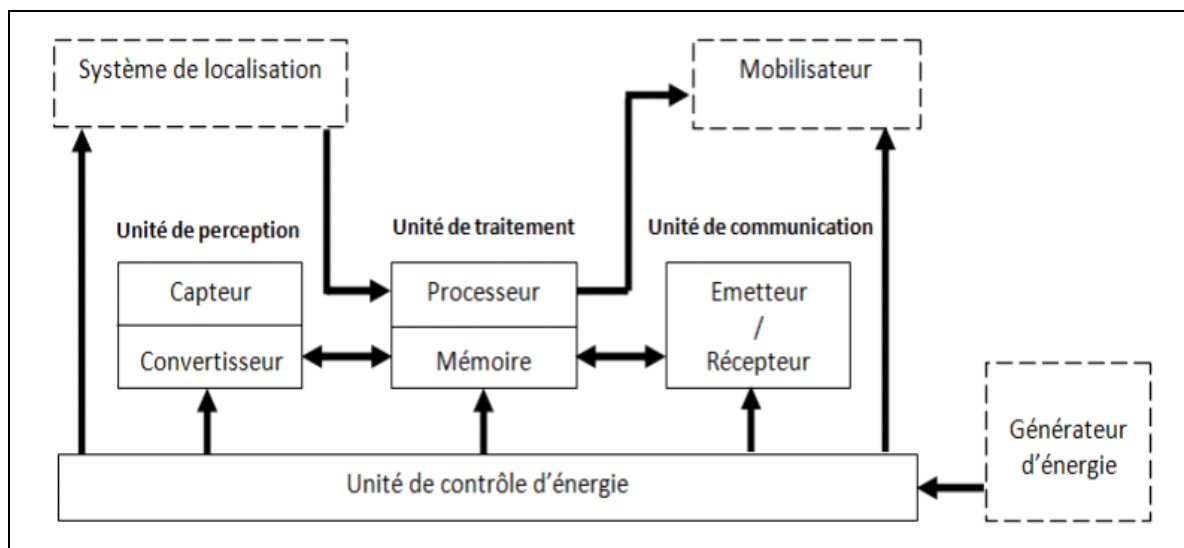 Système de localisation
Mobilisateur
Unité de perception
Unité de traitement
Unité de communication
Capteur
Processeur
Emetteur
/
Récepteur
Convertisseur
Mémoire
Générateur
d’énergie
Unité de contrôle d’énergie